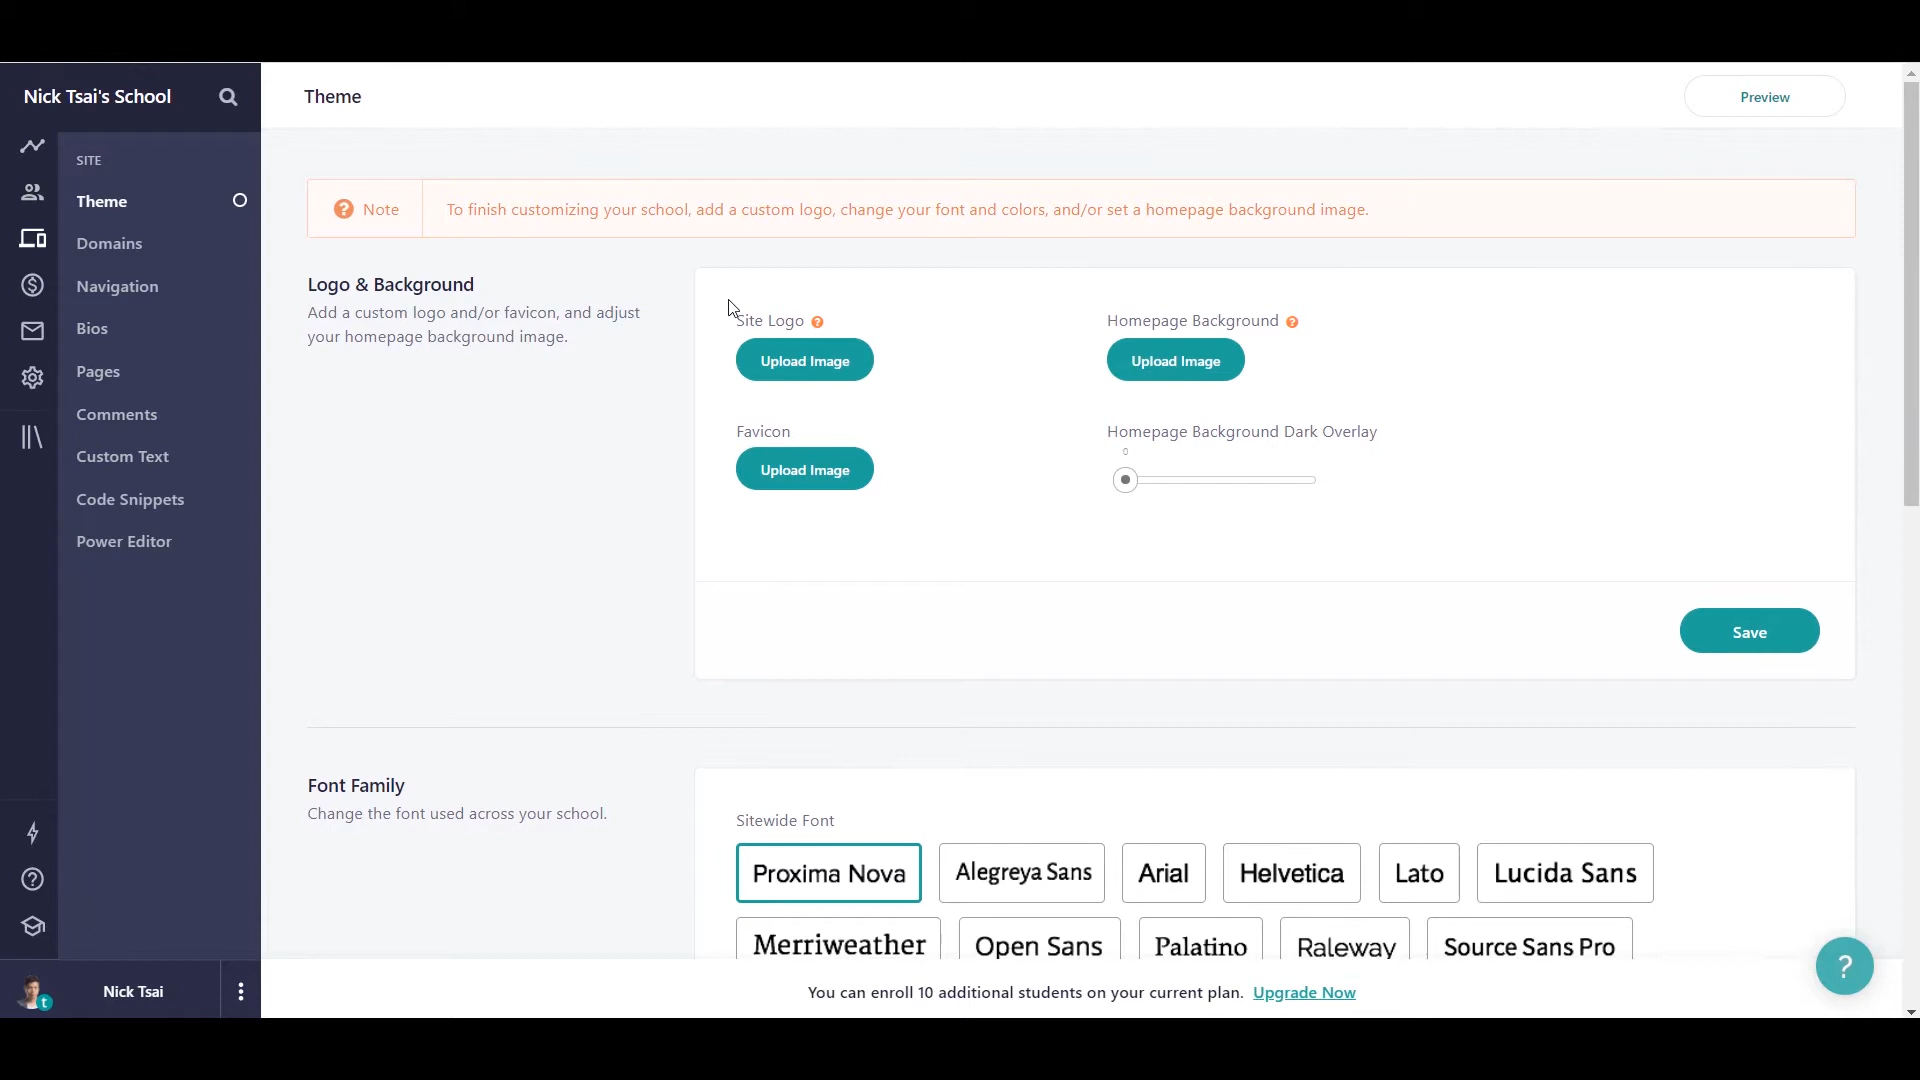 Nick Tsai's School
Theme
Preview
SITE
Theme
Domains
Navigation
Bios
Pages
Comments
Custom Text
Code Snippets
Power Editor
Nick Tsai
t
? Note
To finish customizing your school, add a custom logo, change your font and colors, and/or set a homepage background image.
Logo & Background
Add a custom logo and/or favicon, and adjust
your homepage background image.
Site Logo ?
Upload Image
Homepage Background ?
Upload Image
Favicon
Upload Image
Homepage Background Dark Overlay
0
Save
Font Family
Change the font used across your school.
Sitewide Font
Proxima Nova Alegreya Sans Arial Helvetica Lato Lucida Sans
Merriweather Open Sans Palatino Raleway Source Sans Pro
?
You can enroll 10 additional students on your current plan. Upgrade Now